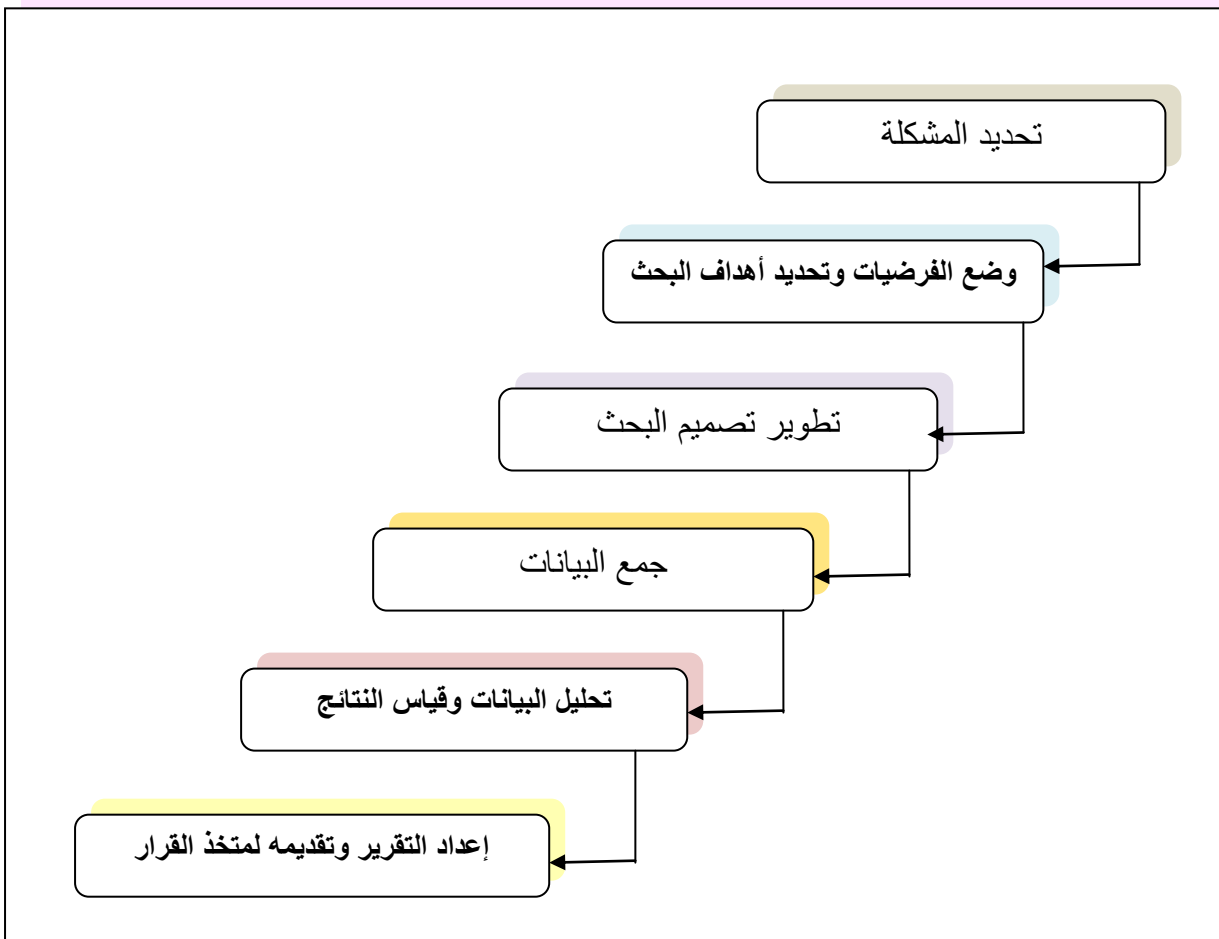 تحديد المشكلة
وضع الفرضيات وتحديد أهداف البحث
تطوير تصميم البحث
جمع البيانات
تحليل البيانات وقياس النتائج
إعداد التقرير وتقديمه لمتخذ القرار